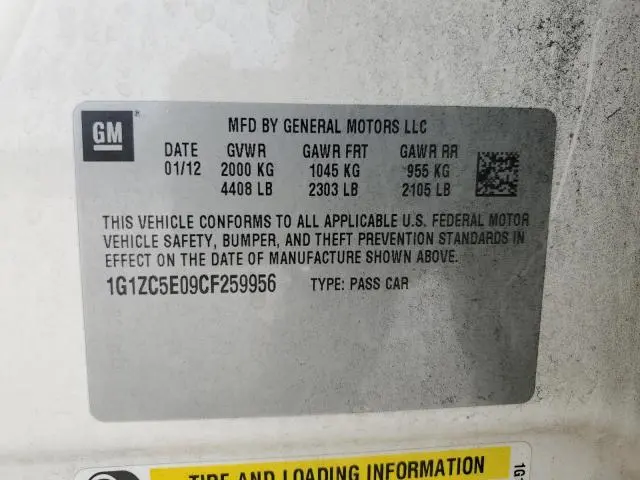 GM
MFD BY GENERAL MOTORS LLC
DATE GVWR GAWR FRT GAWR RR
01/12 2000 KG 1045 KG 955 KG
4408 LB 2303 LB 2105 LB
THIS VEHICLE CONFORMS TO ALL APPLICABLE U.S. FEDERAL MOTOR
VEHICLE SAFETY, BUMPER, AND THEFT PREVENTION STANDARDS IN
EFFECT ON THE DATE OF MANUFACTURE SHOWN ABOVE.
1G1ZC5E09CF259956 TYPE: PASS CAR
TIRE AND LOADING INFORMATION